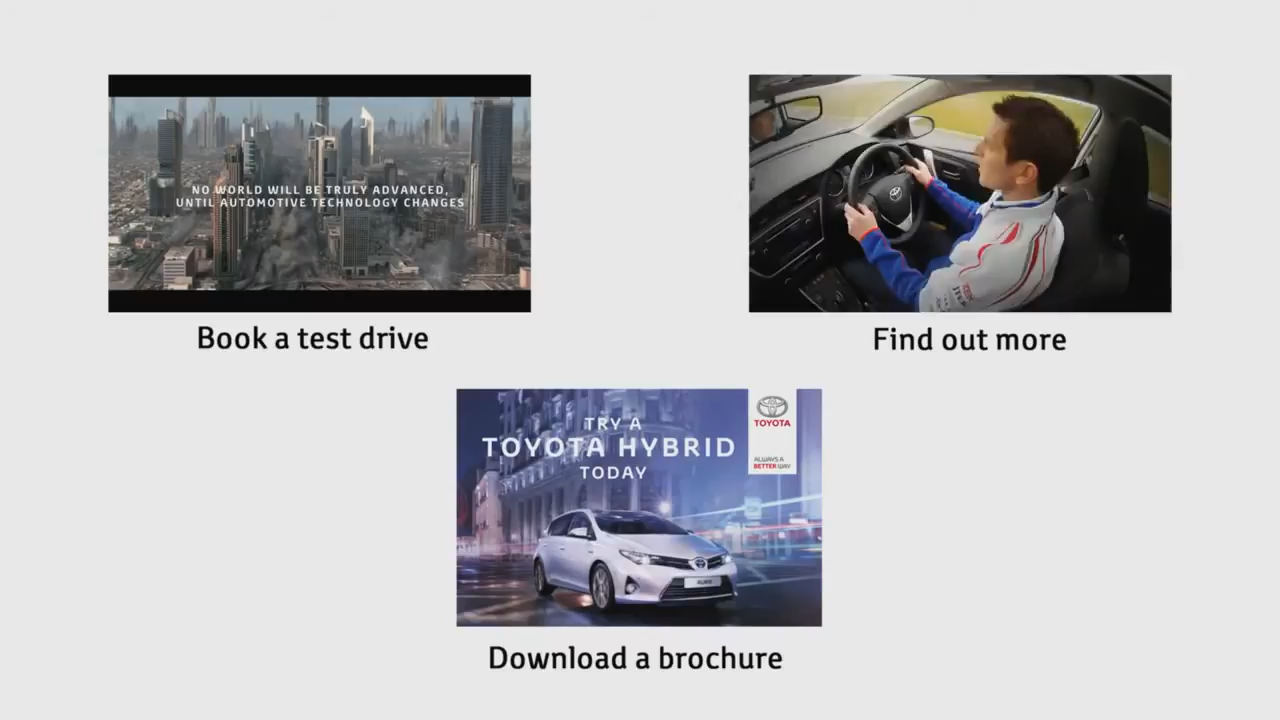 NO WORLD WILL BE TRULY ADVANCED,
UNTIL AUTOMOTIVE TECHNOLOGY CHANGES
Book a test drive
Find out more
TRY A
TOYOTA HYBRID
TODAY
TOYOTA
ALWAYS A
BETTER WAY
AURIS
Download a brochure